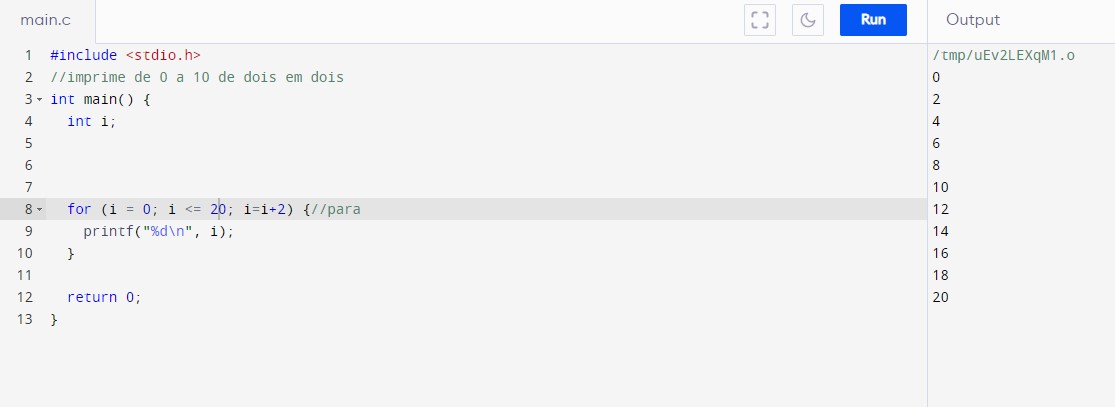 main.c Run Output
1 #include <stdio.h>
2 //imprime de 0 a 10 de dois em dois
3 int main() {
4 int i;
5
6
7
8 for (i = 0; i <= 20; i=i+2) {//para
9 printf("%d\n", i);
10 }
11
12 return 0;
13 }
/tmp/uEv2LEXqM1.o
0
2
4
6
8
10
12
14
16
18
20